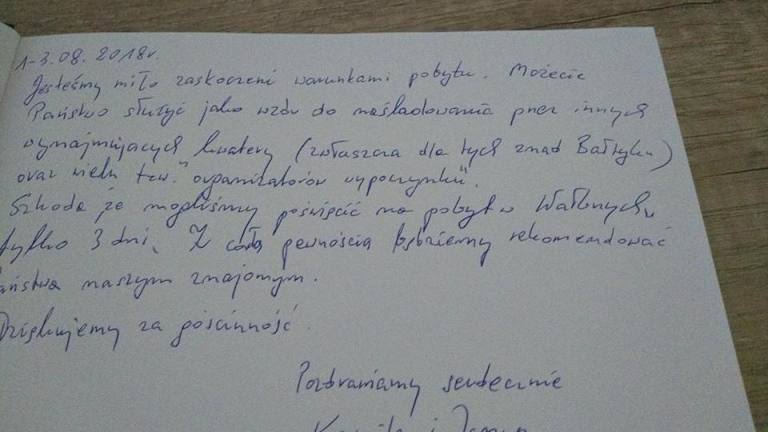 1-3.08.2018r.
Jesteśmy miło zaskoczeni warunkami pobytu. Możecie
Państwo służyć jako wzór do naśladowania przez innych
wynajmujących kwatery (zwłaszcza dla tych znad Bałtyku)
oraz wielu tzw. "organizatorów wypoczynku".
Szkoda że mogliśmy poświęcić na pobyt w
tylko 3 dni. Z całą pewnością będziemy rekomendować
Państwa naszym znajomym.
Dziękujemy za gościnność.
Pozdrawiamy serdecznie